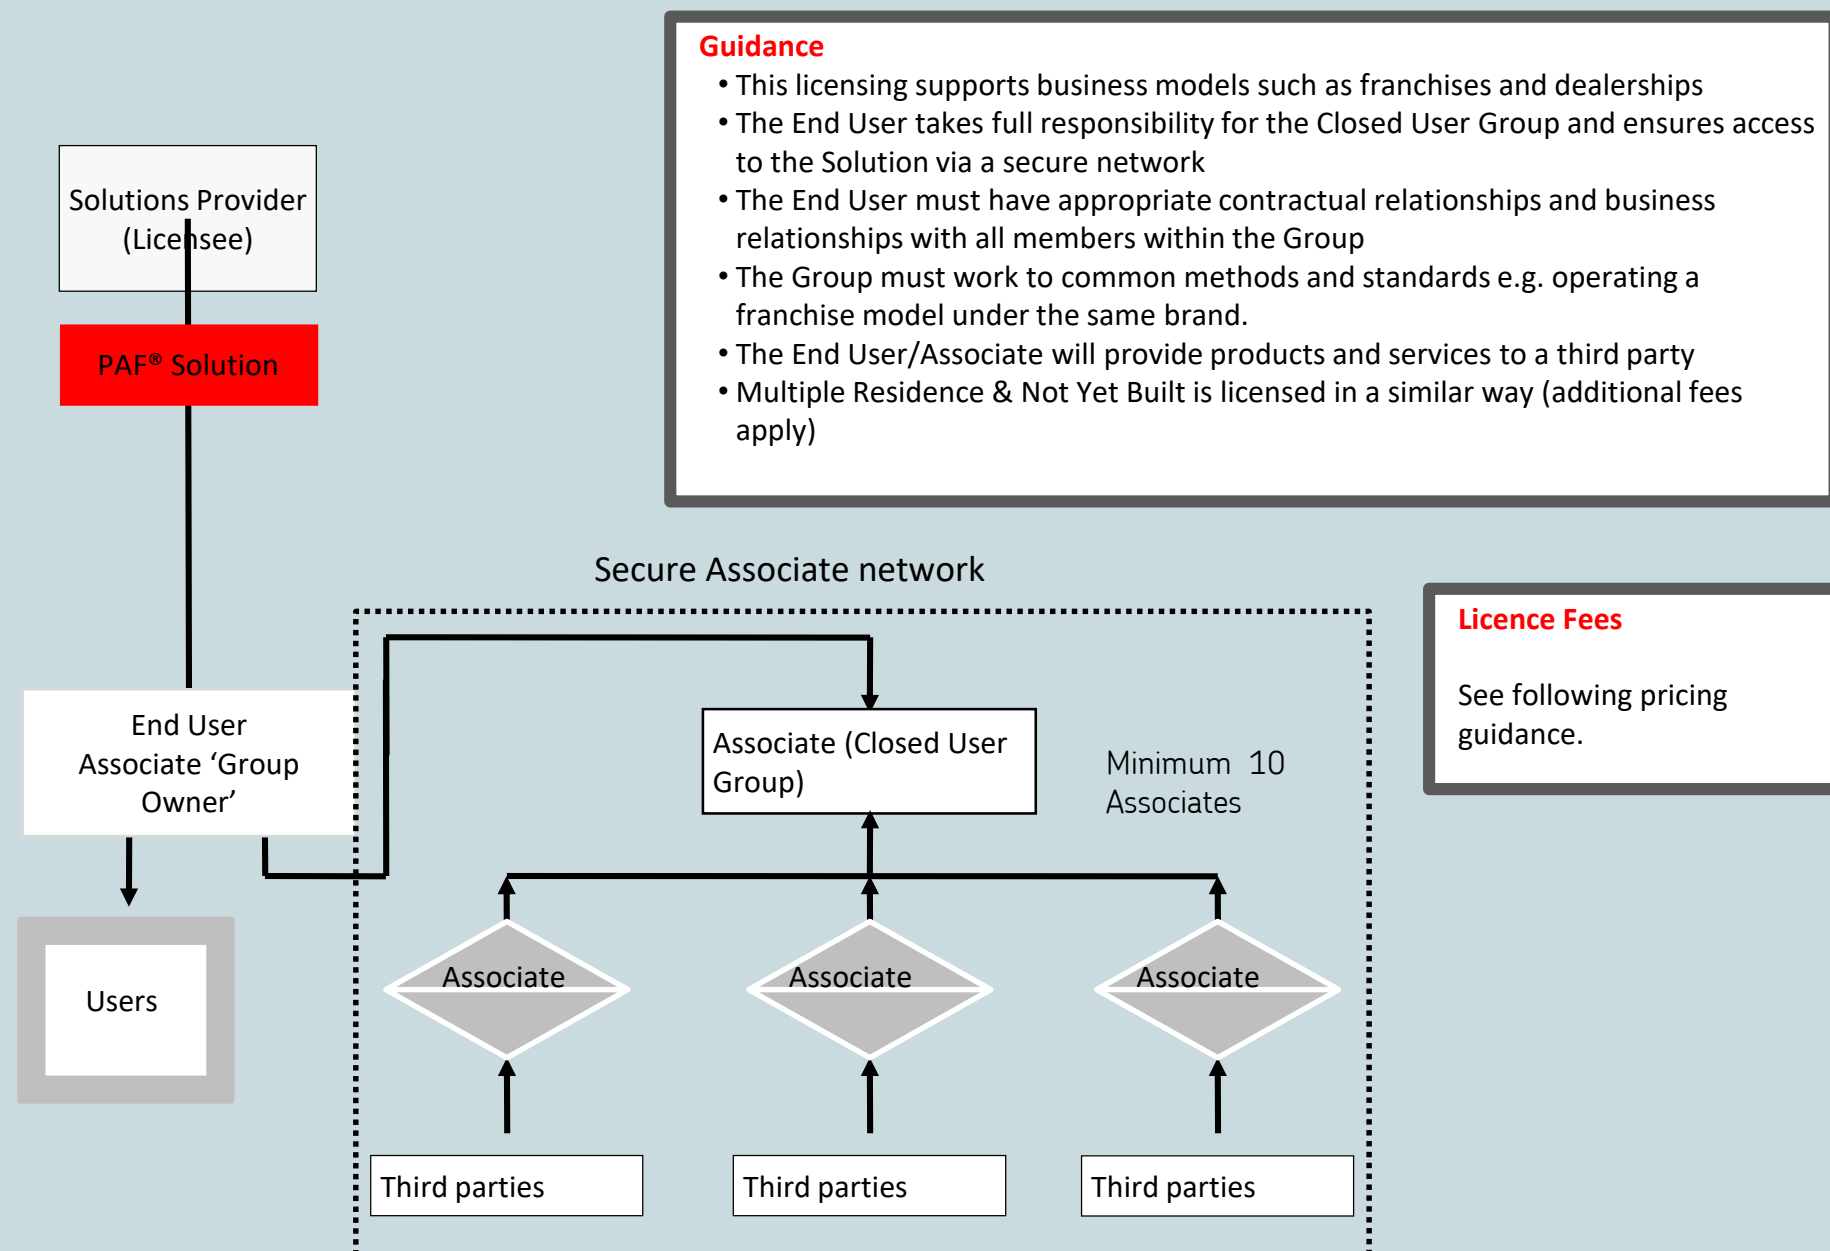 Guidance
• This licensing supports business models such as franchises and dealerships
• The End User takes full responsibility for the Closed User Group and ensures access
to the Solution via a secure network
• The End User must have appropriate contractual relationships and business
relationships with all members within the Group
• The Group must work to common methods and standards e.g. operating a
franchise model under the same brand.
• The End User/Associate will provide products and services to a third party
• Multiple Residence & Not Yet Built is licensed in a similar way (additional fees
apply)
Solutions Provider
(Licensee)
PAF® Solution
Secure Associate network
Licence Fees
See following pricing
guidance.
End User
Associate ‘Group
Owner’
Associate (Closed User
Group)
Minimum 10
Associates
Users
Associate
Associate
Associate
Third parties
Third parties
Third parties